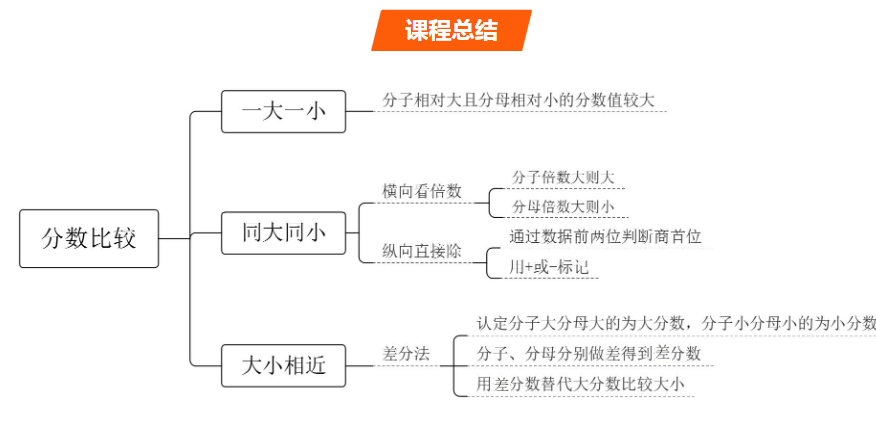 课程总结
一大一小
分子相对大且分母相对小的分数值较大
分数比较
同大同小
横向看倍数
分子倍数大则大
分母倍数大则小
纵向直接除
通过数据前两位判断商首位
用+或-标记
大小相近
差分法
认定分子大分母大的为大分数，分子小分母小的为小分数
分子、分母分别做差得到差分数
用差分数替代大分数比较大小